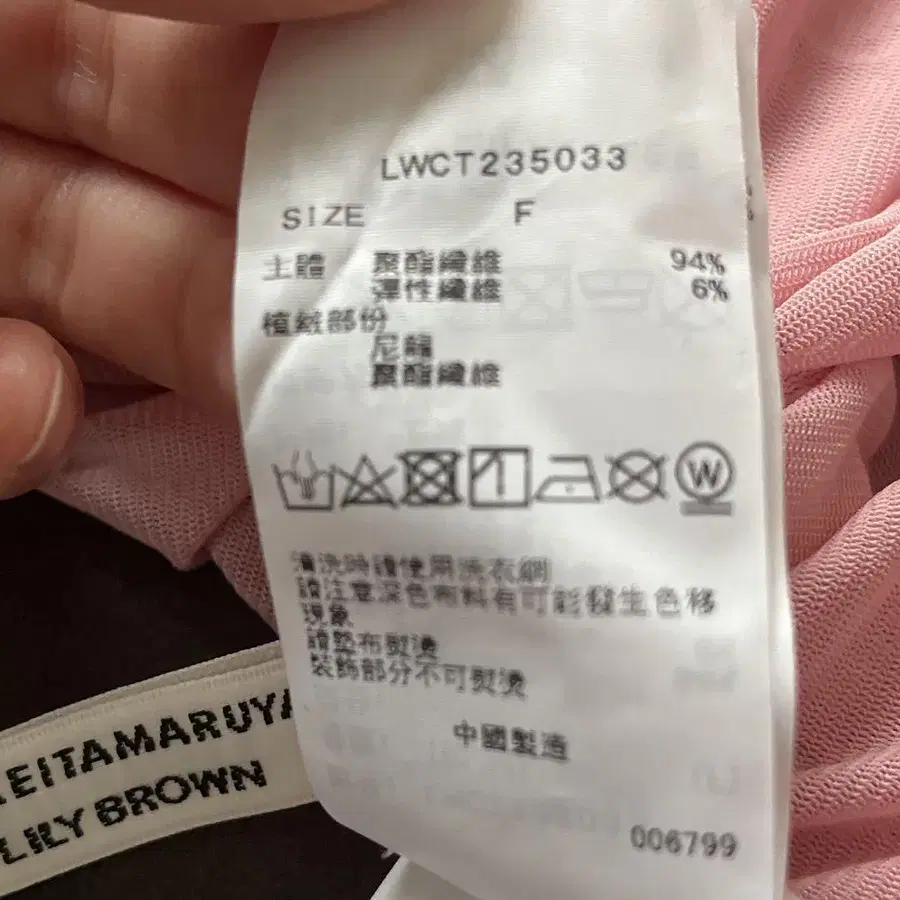 LWCT235033
SIZE F
主體 聚酯纖維 94%
彈性纖維 6%
植絨部份
尼龍
聚酯纖維
W
清洗時請使用洗衣網
請注意深色布料有可能發生色移
現象
請墊布熨燙
裝飾部分不可熨燙
中國製造
006799
KEITAMARUYA
LILY BROWN